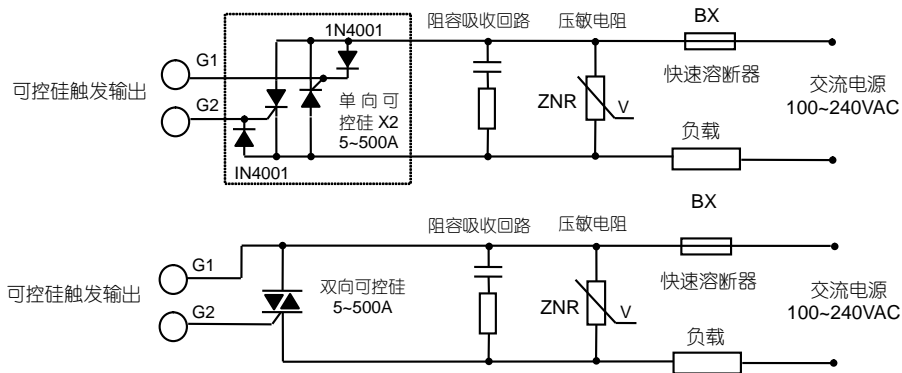 阻容吸收回路
压敏电阻
BX
1N4001
G1
快速溶断器
可控硅触发输出
单向可
控硅 X2
5~500A
ZNR
V
交流电源
100~240VAC
G2
负载
IN4001
BX
阻容吸收回路
压敏电阻
G1
快速溶断器
双向可控硅
5~500A
可控硅触发输出
ZNR
V
交流电源
100~240VAC
G2
负载